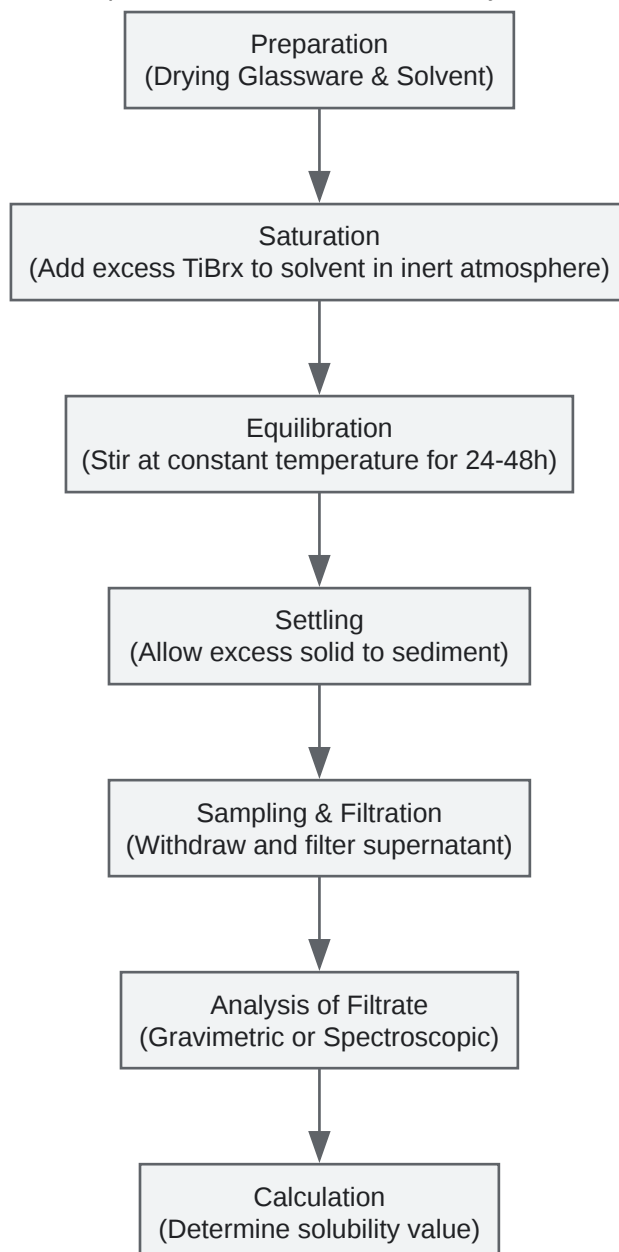 Preparation
(Drying Glassware & Solvent)
Saturation
(Add excess TiBrx to solvent in inert atmosphere)
Equilibration
(Stir at constant temperature for 24-48h)
Settling
(Allow excess solid to sediment)
Sampling & Filtration
(Withdraw and filter supernatant)
Analysis of Filtrate
(Gravimetric or Spectroscopic)
Calculation
(Determine solubility value)